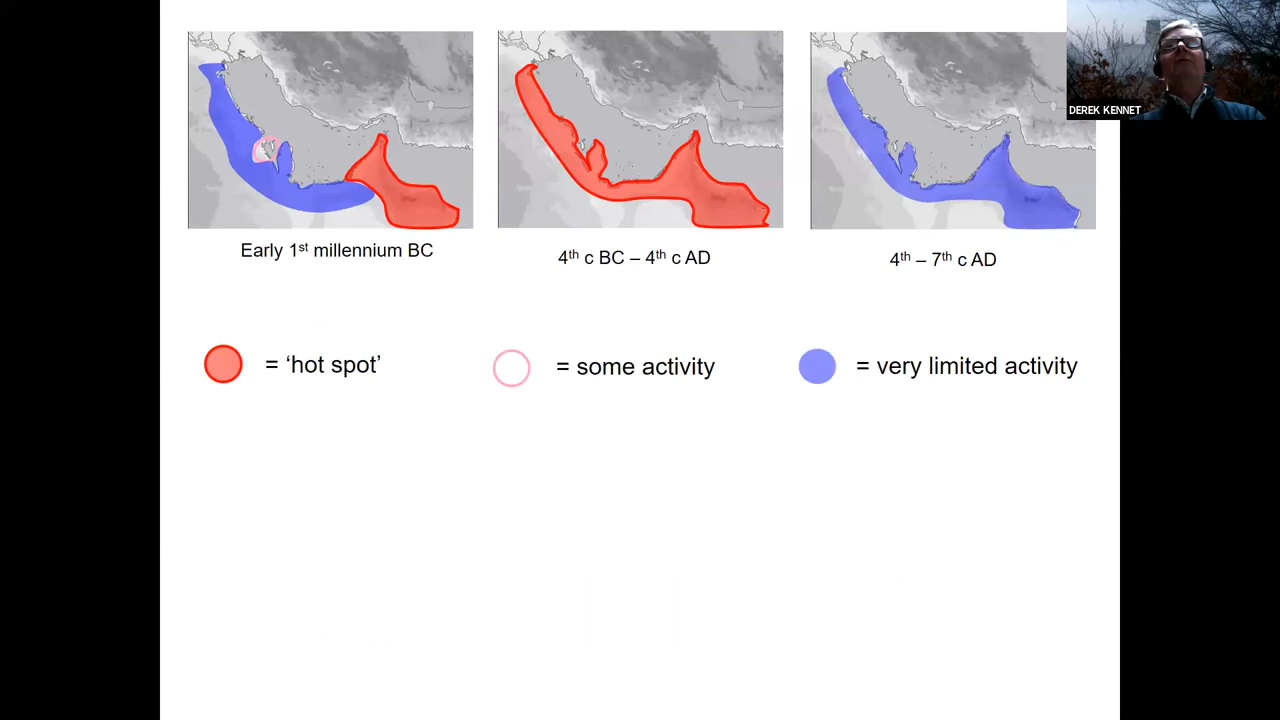 DEREK KENNET
Early 1st millennium BC
4th c BC – 4th c AD
4th – 7th c AD
= ‘hot spot’
= some activity
= very limited activity